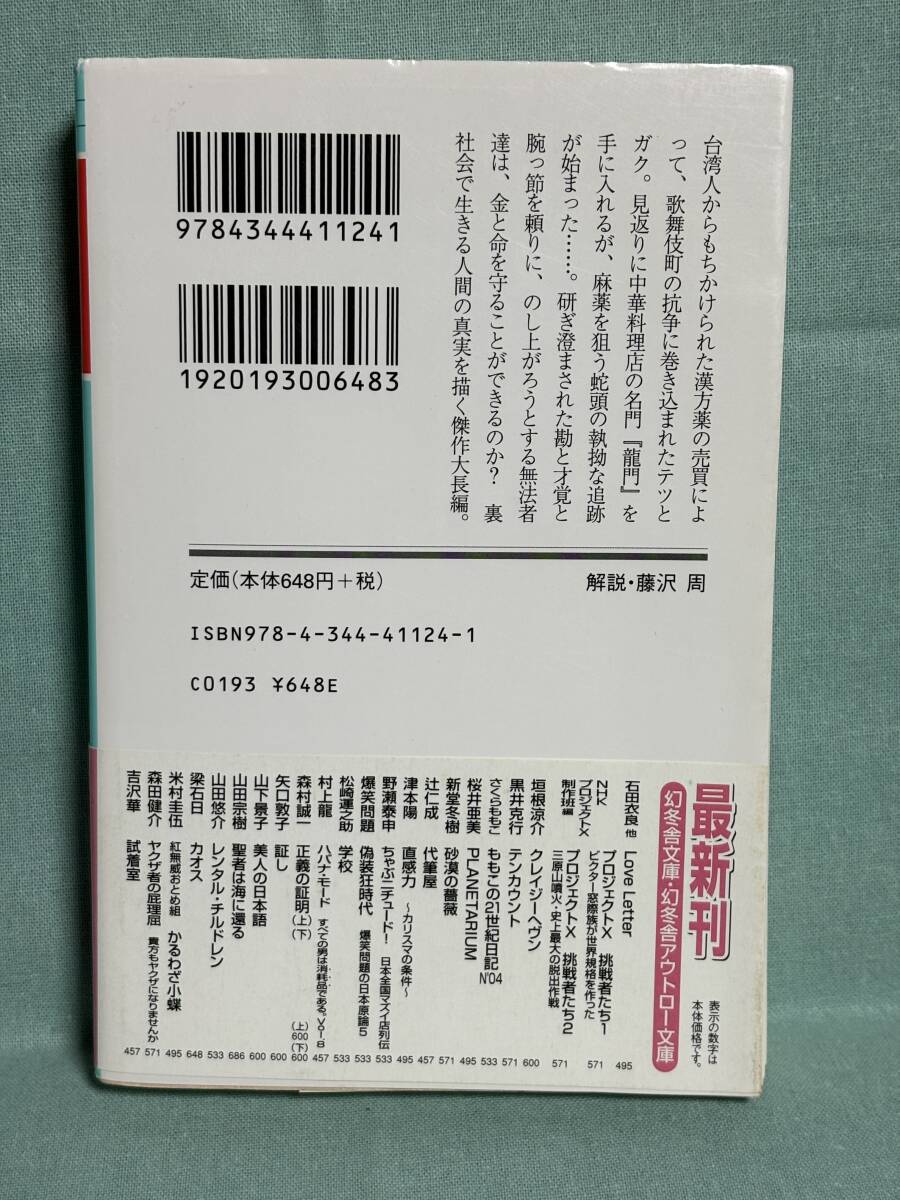 9784344411241
1920193006483
台湾人からもちかけられた漢方薬の売買によ
って、歌舞伎町の抗争に巻き込まれたテツと
ガク。見返りに中華料理店の名門『龍門』を
手に入れるが、麻薬を狙う蛇頭の執拗な追跡
が始まった……。研ぎ澄まされた勘と才覚と
腕っ節を頼りに、のし上がろうとする無法者
達は、金と命を守ることができるのか？　裏
社会で生きる人間の真実を描く傑作大長編。
定価(本体648円＋税)
解説・藤沢 周
ISBN978-4-344-41124-1
C0193 ¥648E
最新刊
幻冬舎文庫・幻冬舎アウトロー文庫
表示の数字は
本体価格です。
石田衣良 他 Love Letter 495
NHK プロジェクトX 制作班編 プロジェクトX 挑戦者たち1 ビクター窓際族が世界規格を作った 571
プロジェクトX 挑戦者たち2 三原山噴火・史上最大の脱出作戦 571
垣根涼介 クレイジーヘヴン 600
黒井克行 テンカウント 571
さくらももこ ももこの21世紀日記 N°04 533
桜井亜美 PLANETARIUM 495
新堂冬樹 砂漠の薔薇 571
辻仁成 代筆屋 457
津本陽 直感力 〜カリスマの条件〜 495
野瀬泰申 ちゃぶニチュード！ 日本全国マズイ店列伝 533
爆笑問題 偽装狂時代 爆笑問題の日本原論5 533
松崎運之助 学校 533
村上龍 ハバナ・モード すべての男は消耗品である。Vol・8 457
森村誠一 正義の証明(上)(下) (上)600(下)600
矢口敦子 証し 600
山下景子 美人の日本語 600
山田宗樹 聖者は海に還る 686
山田悠介 レンタル・チルドレン 533
梁石日 カオス 648
米村圭伍 紅無威おとめ組 かるわざ小蝶 495
森田健介 ヤクザ者の屁理屈 貴方もヤクザになりませんか 571
吉沢華 試着室 457